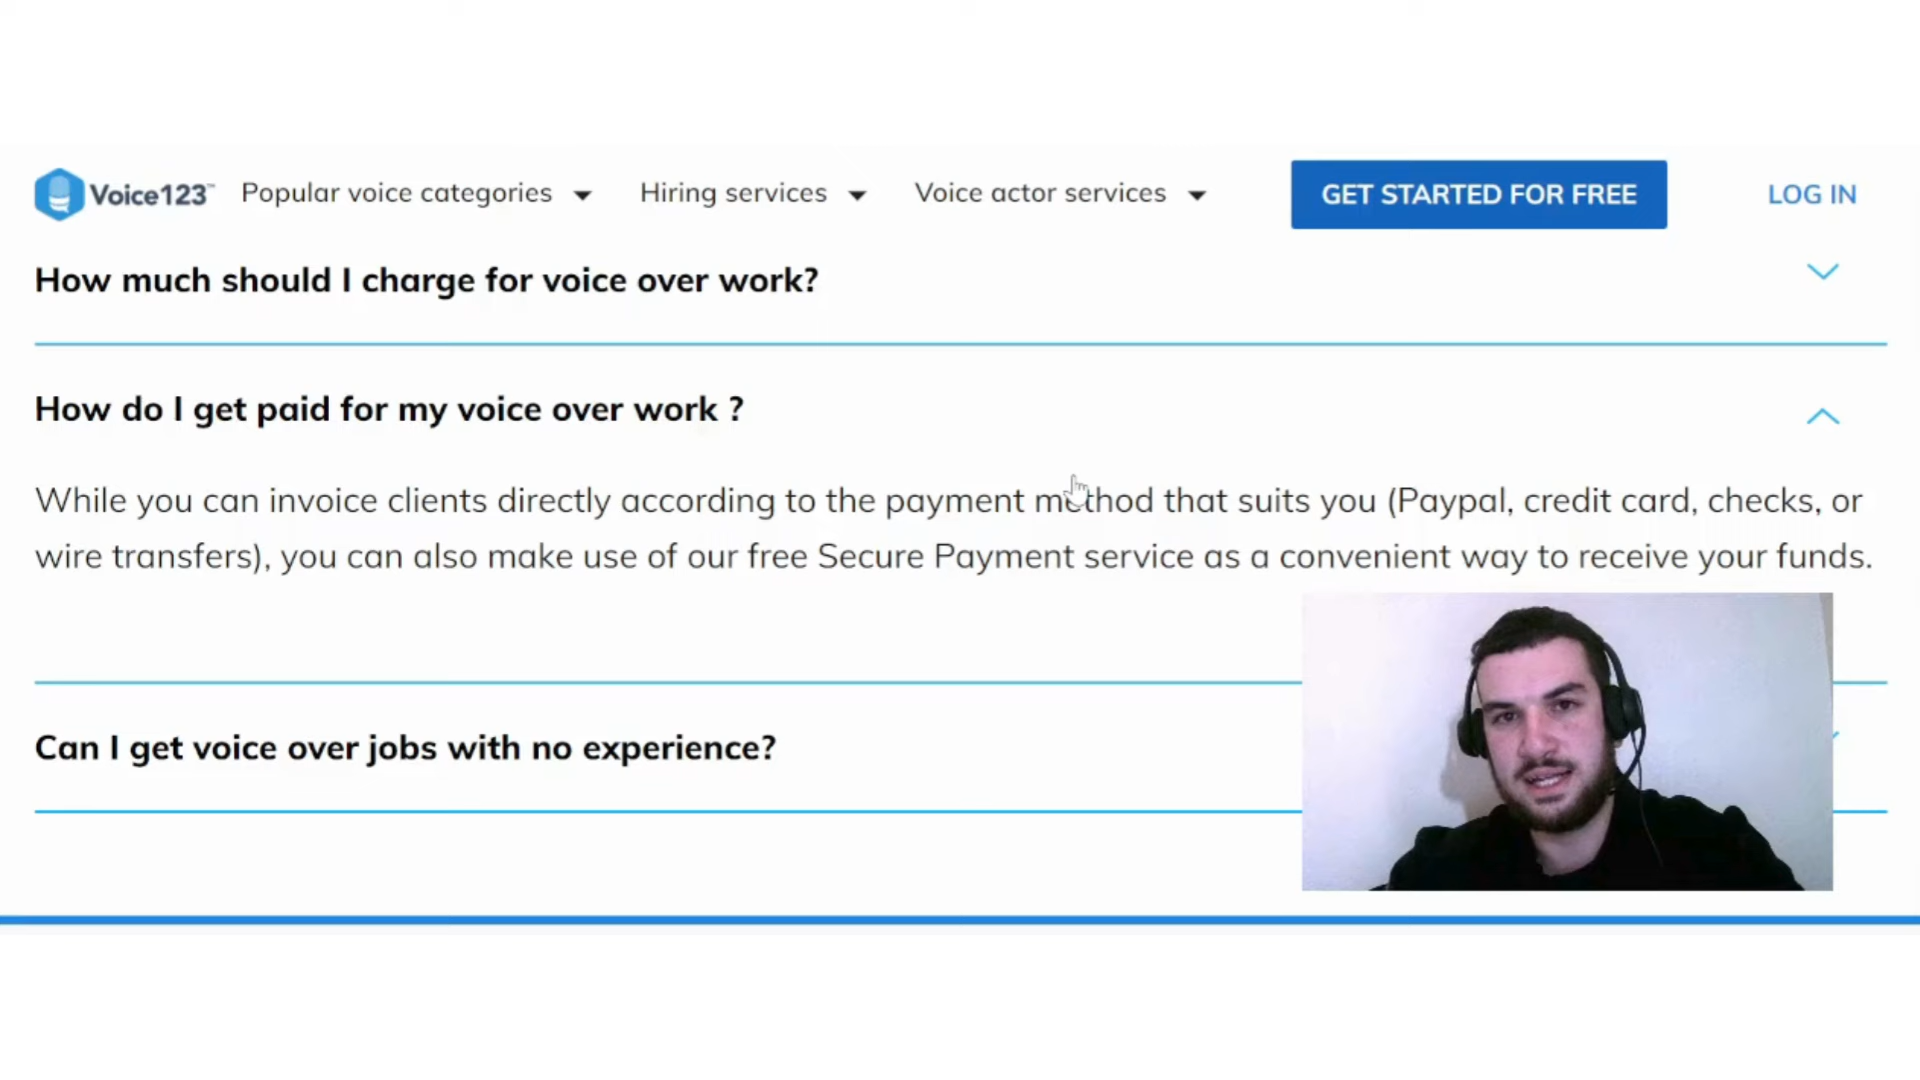 Voice123™ Popular voice categories Hiring services Voice actor services GET STARTED FOR FREE LOG IN
How much should I charge for voice over work?
How do I get paid for my voice over work ?
While you can invoice clients directly according to the payment method that suits you (Paypal, credit card, checks, or
wire transfers), you can also make use of our free Secure Payment service as a convenient way to receive your funds.
Can I get voice over jobs with no experience?